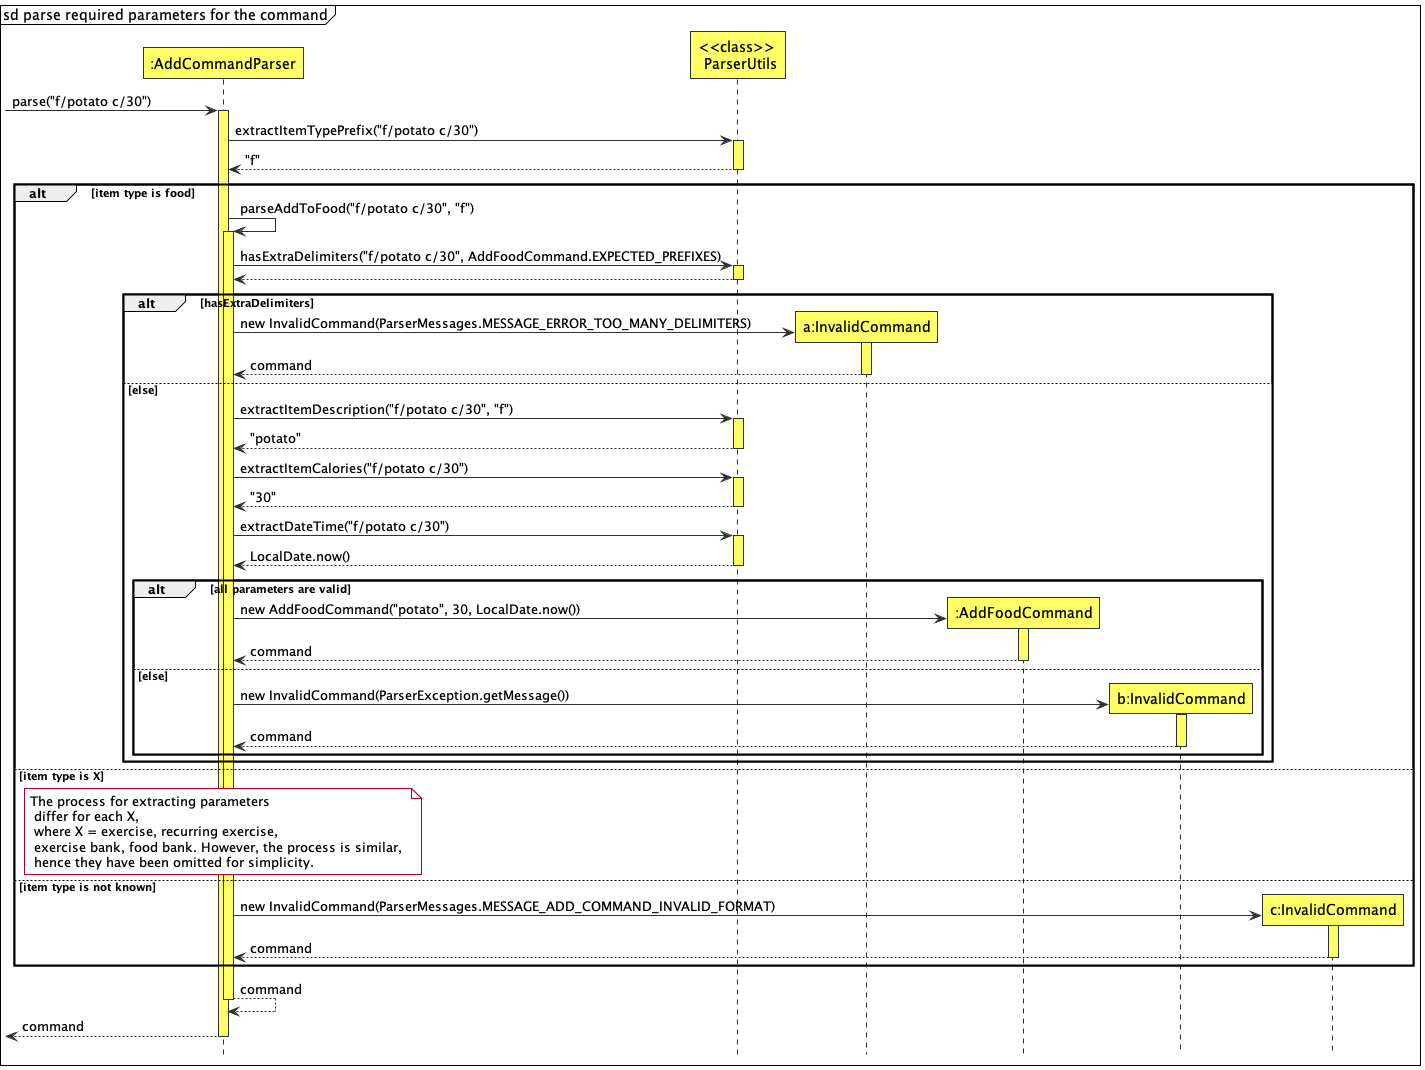 sd parse required parameters for the command
<<class>>
:AddCommandParser
ParserUtils
parse("f/potato c/30")
extractItemTypePrefix("f/potato c/30")
"f"
alt
[item type is food]
parseAddToFood("f/potato c/30", "f")
hasExtraDelimiters("f/potato c/30", AddFoodCommand.EXPECTED_PREFIXES)
alt
[hasExtraDelimiters]
new InvalidCommand(ParserMessages.MESSAGE_ERROR_TOO_MANY_DELIMITERS)
a:InvalidCommand
command
[else]
extractItemDescription("f/potato c/30", "f")
"potato"
extractItemCalories("f/potato c/30")
"30"
extractDateTime("f/potato c/30")
LocalDate.now()
alt
[all parameters are valid]
new AddFoodCommand("potato", 30, LocalDate.now())
:AddFoodCommand
command
[else]
new InvalidCommand(ParserException.getMessage())
b:InvalidCommand
command
[item type is X]
The process for extracting parameters
differ for each X,
where X = exercise, recurring exercise,
exercise bank, food bank. However, the process is similar,
hence they have been omitted for simplicity.
[item type is not known]
new InvalidCommand(ParserMessages.MESSAGE_ADD_COMMAND_INVALID_FORMAT)
c:InvalidCommand
command
command
command